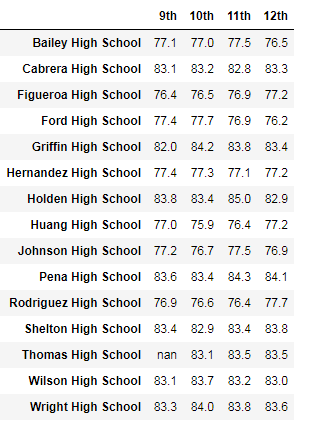 9th 10th 11th 12th
Bailey High School 77.1 77.0 77.5 76.5
Cabrera High School 83.1 83.2 82.8 83.3
Figueroa High School 76.4 76.5 76.9 77.2
Ford High School 77.4 77.7 76.9 76.2
Griffin High School 82.0 84.2 83.8 83.4
Hernandez High School 77.4 77.3 77.1 77.2
Holden High School 83.8 83.4 85.0 82.9
Huang High School 77.0 75.9 76.4 77.2
Johnson High School 77.2 76.7 77.5 76.9
Pena High School 83.6 83.4 84.3 84.1
Rodriguez High School 76.9 76.6 76.4 77.7
Shelton High School 83.4 82.9 83.4 83.8
Thomas High School nan 83.1 83.5 83.5
Wilson High School 83.1 83.7 83.2 83.0
Wright High School 83.3 84.0 83.8 83.6